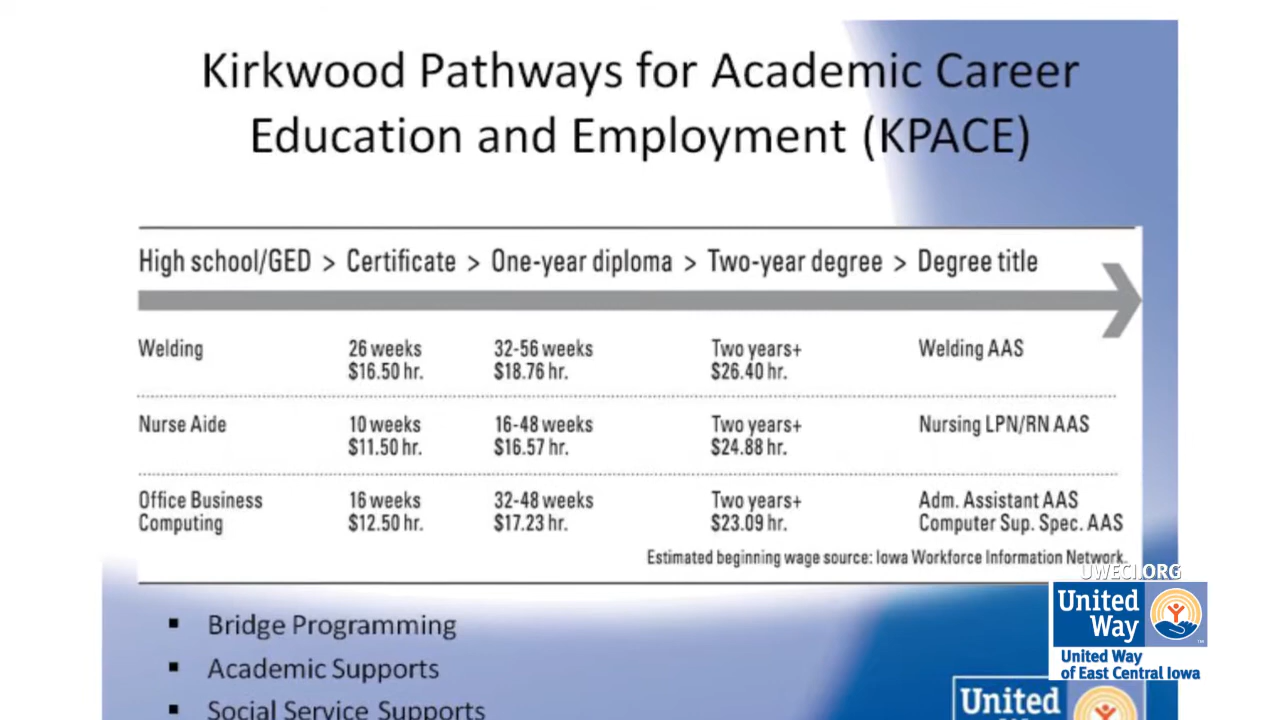 Kirkwood Pathways for Academic Career
Education and Employment (KPACE)
High school/GED > Certificate > One-year diploma > Two-year degree > Degree title
Welding 26 weeks 32-56 weeks Two years+ Welding AAS
$16.50 hr. $18.76 hr. $26.40 hr.
Nurse Aide 10 weeks 16-48 weeks Two years+ Nursing LPN/RN AAS
$11.50 hr. $16.57 hr. $24.88 hr.
Office Business 16 weeks 32-48 weeks Two years+ Adm. Assistant AAS
Computing $12.50 hr. $17.23 hr. $23.09 hr. Computer Sup. Spec. AAS
Estimated beginning wage source: Iowa Workforce Information Network.
UWECI.ORG
United
Way
United Way
of East Central Iowa
▪ Bridge Programming
▪ Academic Supports
▪ Social Service Supports
United